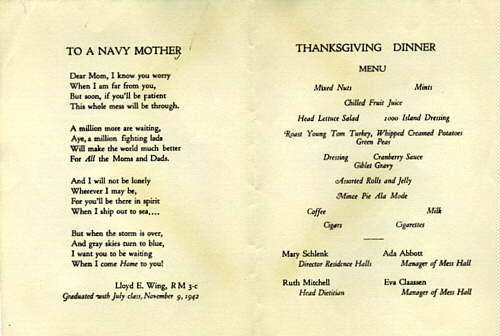 TO A NAVY MOTHER
Dear Mom, I know you worry
When I am far from you,
But soon, if you'll be patient
This whole mess will be through.
A million more are waiting,
Aye, a million fighting lads
Will make the world much better
For All the Moms and Dads.
And I will not be lonely
Wherever I may be,
For you'll be there in spirit
When I ship out to sea....
But when the storm is over,
And gray skies turn to blue,
I want you to be waiting
When I come Home to you!
Lloyd E. Wing, R M 3-c
Graduated with July class, November 9, 1942
THANKSGIVING DINNER
MENU
Mixed Nuts Mints
Chilled Fruit Juice
Head Lettuce Salad 1000 Island Dressing
Roast Young Tom Turkey, Whipped Creamed Potatoes
Green Peas
Dressing Cranberry Sauce
Giblet Gravy
Assorted Rolls and Jelly
Mince Pie Ala Mode
Coffee Milk
Cigars Cigarettes
Mary Schlenk Ada Abbott
Director Residence Halls Manager of Mess Hall
Ruth Mitchell Eva Claassen
Head Dietitian Manager of Mess Hall